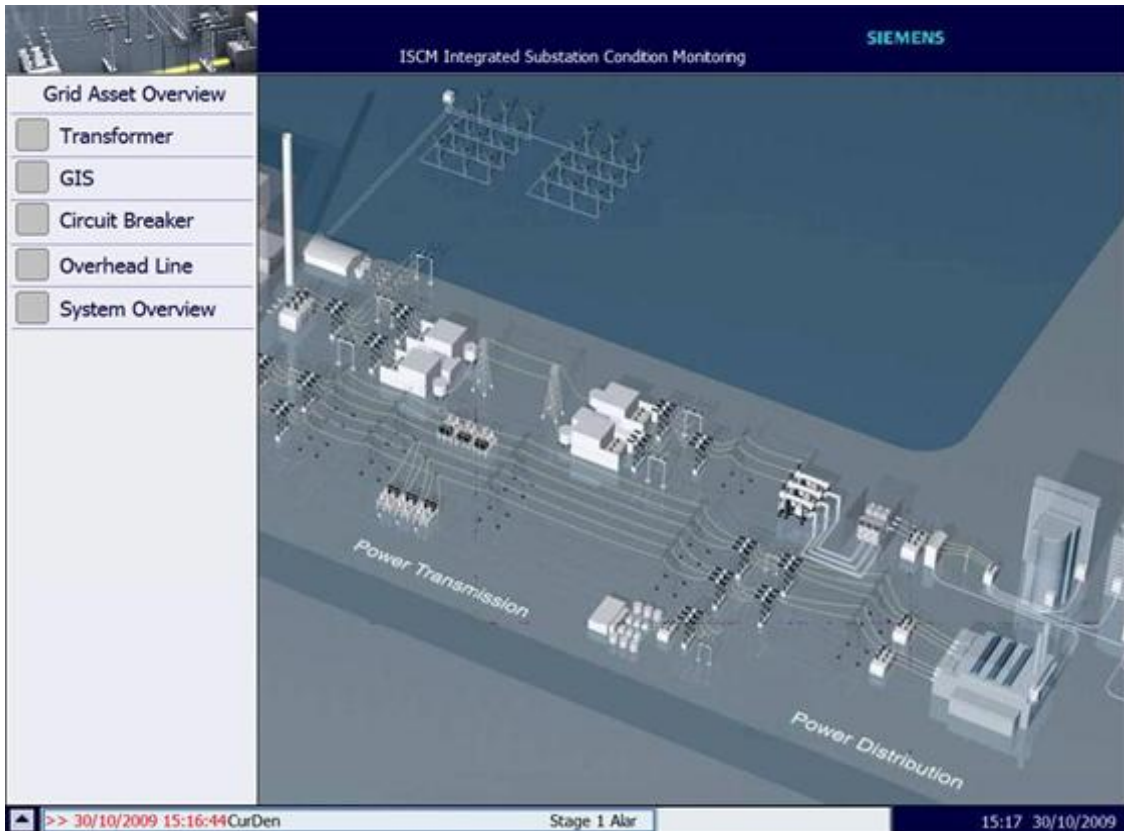 SIEMENS
ISCM Integrated Substation Condition Monitoring
Grid Asset Overview
Transformer
GIS
Circuit Breaker
Overhead Line
System Overview
Power Transmission
Power Distribution
>> 30/10/2009 15:16:44CurDen Stage 1 Alar
15:17 30/10/2009